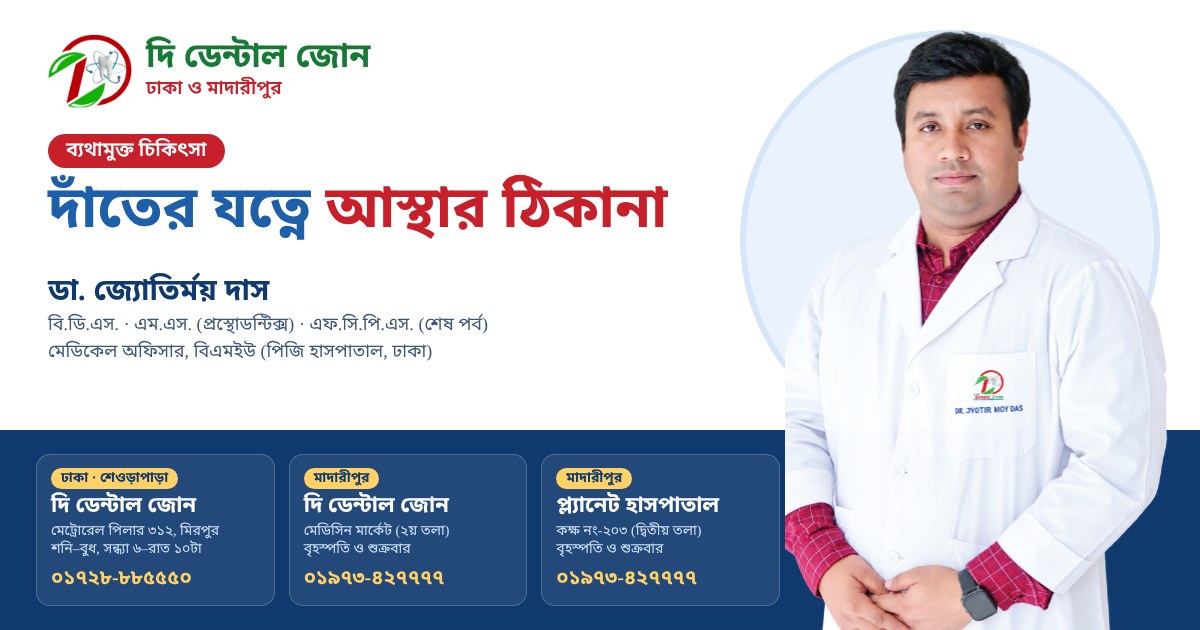 দি ডেন্টাল জোন
ঢাকা ও মাদারীপুর
ব্যথামুক্ত চিকিৎসা
দাঁতের যত্নে আস্থার ঠিকানা
ডা. জ্যোতির্ময় দাস
বি.ডি.এস. · এম.এস. (প্রস্থোডন্টিক্স) · এফ.সি.পি.এস. (শেষ পর্ব)
মেডিকেল অফিসার, বিএমইউ (পিজি হাসপাতাল, ঢাকা)
DR. JYOTIR MOY DAS
ঢাকা · শেওড়াপাড়া
দি ডেন্টাল জোন
মেট্রোরেল পিলার ৩১২, মিরপুর
শনি–বুধ, সন্ধ্যা ৬–রাত ১০টা
০১৭২৮-৮৮৫৫৫০
মাদারীপুর
দি ডেন্টাল জোন
মেডিসিন মার্কেট (২য় তলা)
বৃহস্পতি ও শুক্রবার
০১৯৭৩-৪২৭৭৭৭
মাদারীপুর
প্ল্যানেট হাসপাতাল
কক্ষ নং-২০৩ (দ্বিতীয় তলা)
বৃহস্পতি ও শুক্রবার
০১৯৭৩-৪২৭৭৭৭